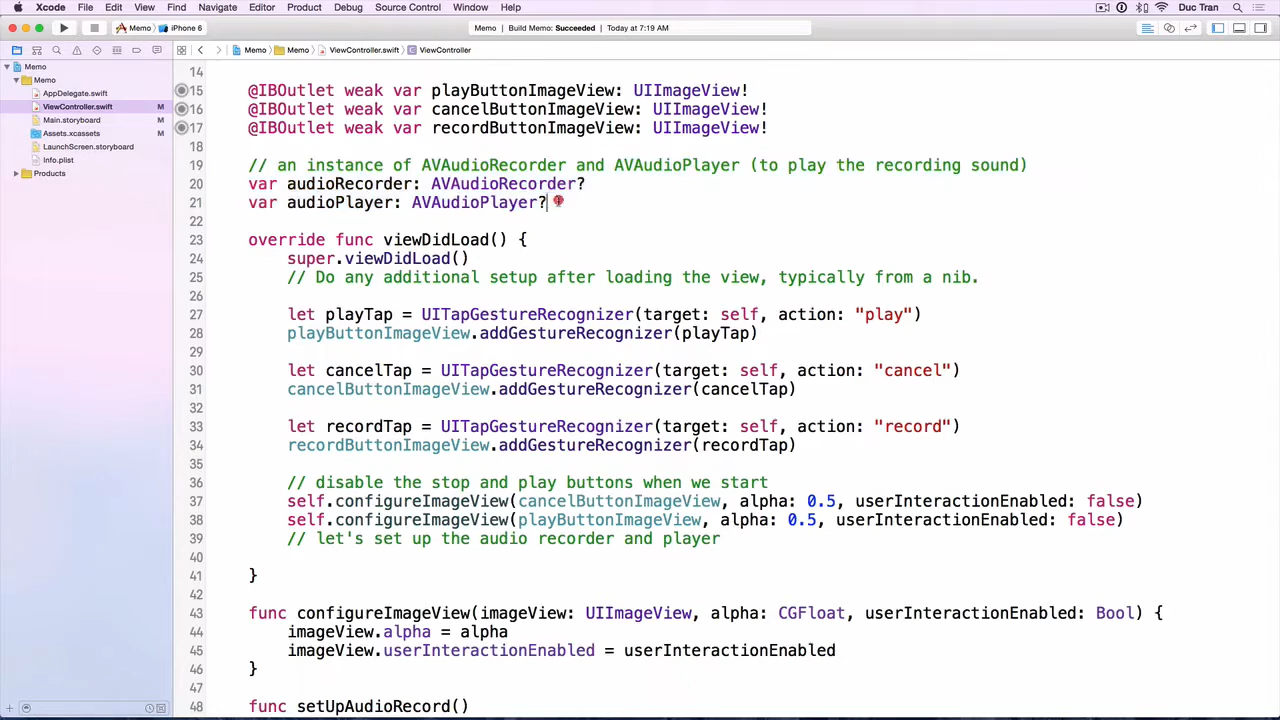 Xcode File Edit View Find Navigate Editor Product Debug Source Control Window Help Duc Tran
Memo iPhone 6 Memo | Build Memo: Succeeded | Today at 7:19 AM
Memo Memo ViewController.swift ViewController
Memo
Memo
AppDelegate.swift
ViewController.swift M
Main.storyboard M
Assets.xcassets M
LaunchScreen.storyboard
Info.plist
Products
14
15 @IBOutlet weak var playButtonImageView: UIImageView!
16 @IBOutlet weak var cancelButtonImageView: UIImageView!
17 @IBOutlet weak var recordButtonImageView: UIImageView!
18
19 // an instance of AVAudioRecorder and AVAudioPlayer (to play the recording sound)
20 var audioRecorder: AVAudioRecorder?
21 var audioPlayer: AVAudioPlayer?
22
23 override func viewDidLoad() {
24 super.viewDidLoad()
25 // Do any additional setup after loading the view, typically from a nib.
26
27 let playTap = UITapGestureRecognizer(target: self, action: "play")
28 playButtonImageView.addGestureRecognizer(playTap)
29
30 let cancelTap = UITapGestureRecognizer(target: self, action: "cancel")
31 cancelButtonImageView.addGestureRecognizer(cancelTap)
32
33 let recordTap = UITapGestureRecognizer(target: self, action: "record")
34 recordButtonImageView.addGestureRecognizer(recordTap)
35
36 // disable the stop and play buttons when we start
37 self.configureImageView(cancelButtonImageView, alpha: 0.5, userInteractionEnabled: false)
38 self.configureImageView(playButtonImageView, alpha: 0.5, userInteractionEnabled: false)
39 // let's set up the audio recorder and player
40
41 }
42
43 func configureImageView(imageView: UIImageView, alpha: CGFloat, userInteractionEnabled: Bool) {
44 imageView.alpha = alpha
45 imageView.userInteractionEnabled = userInteractionEnabled
46 }
47
48 func setUpAudioRecord()